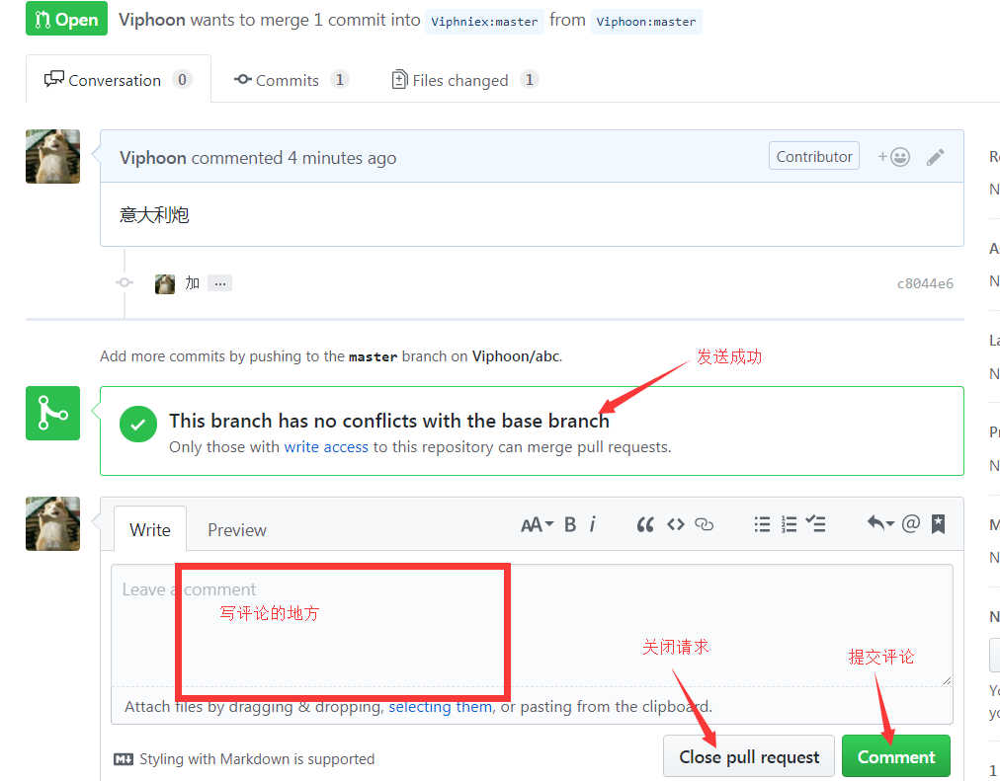 Open Viphoon wants to merge 1 commit into Viphniex:master from Viphoon:master
Conversation 0 Commits 1 Files changed 1
Viphoon commented 4 minutes ago Contributor
意大利炮
加 ... c8044e6
Add more commits by pushing to the master branch on Viphoon/abc.
发送成功
This branch has no conflicts with the base branch
Only those with write access to this repository can merge pull requests.
Write Preview AA B i
Leave a comment
写评论的地方
关闭请求
提交评论
Attach files by dragging & dropping, selecting them, or pasting from the clipboard.
Styling with Markdown is supported
Close pull request Comment